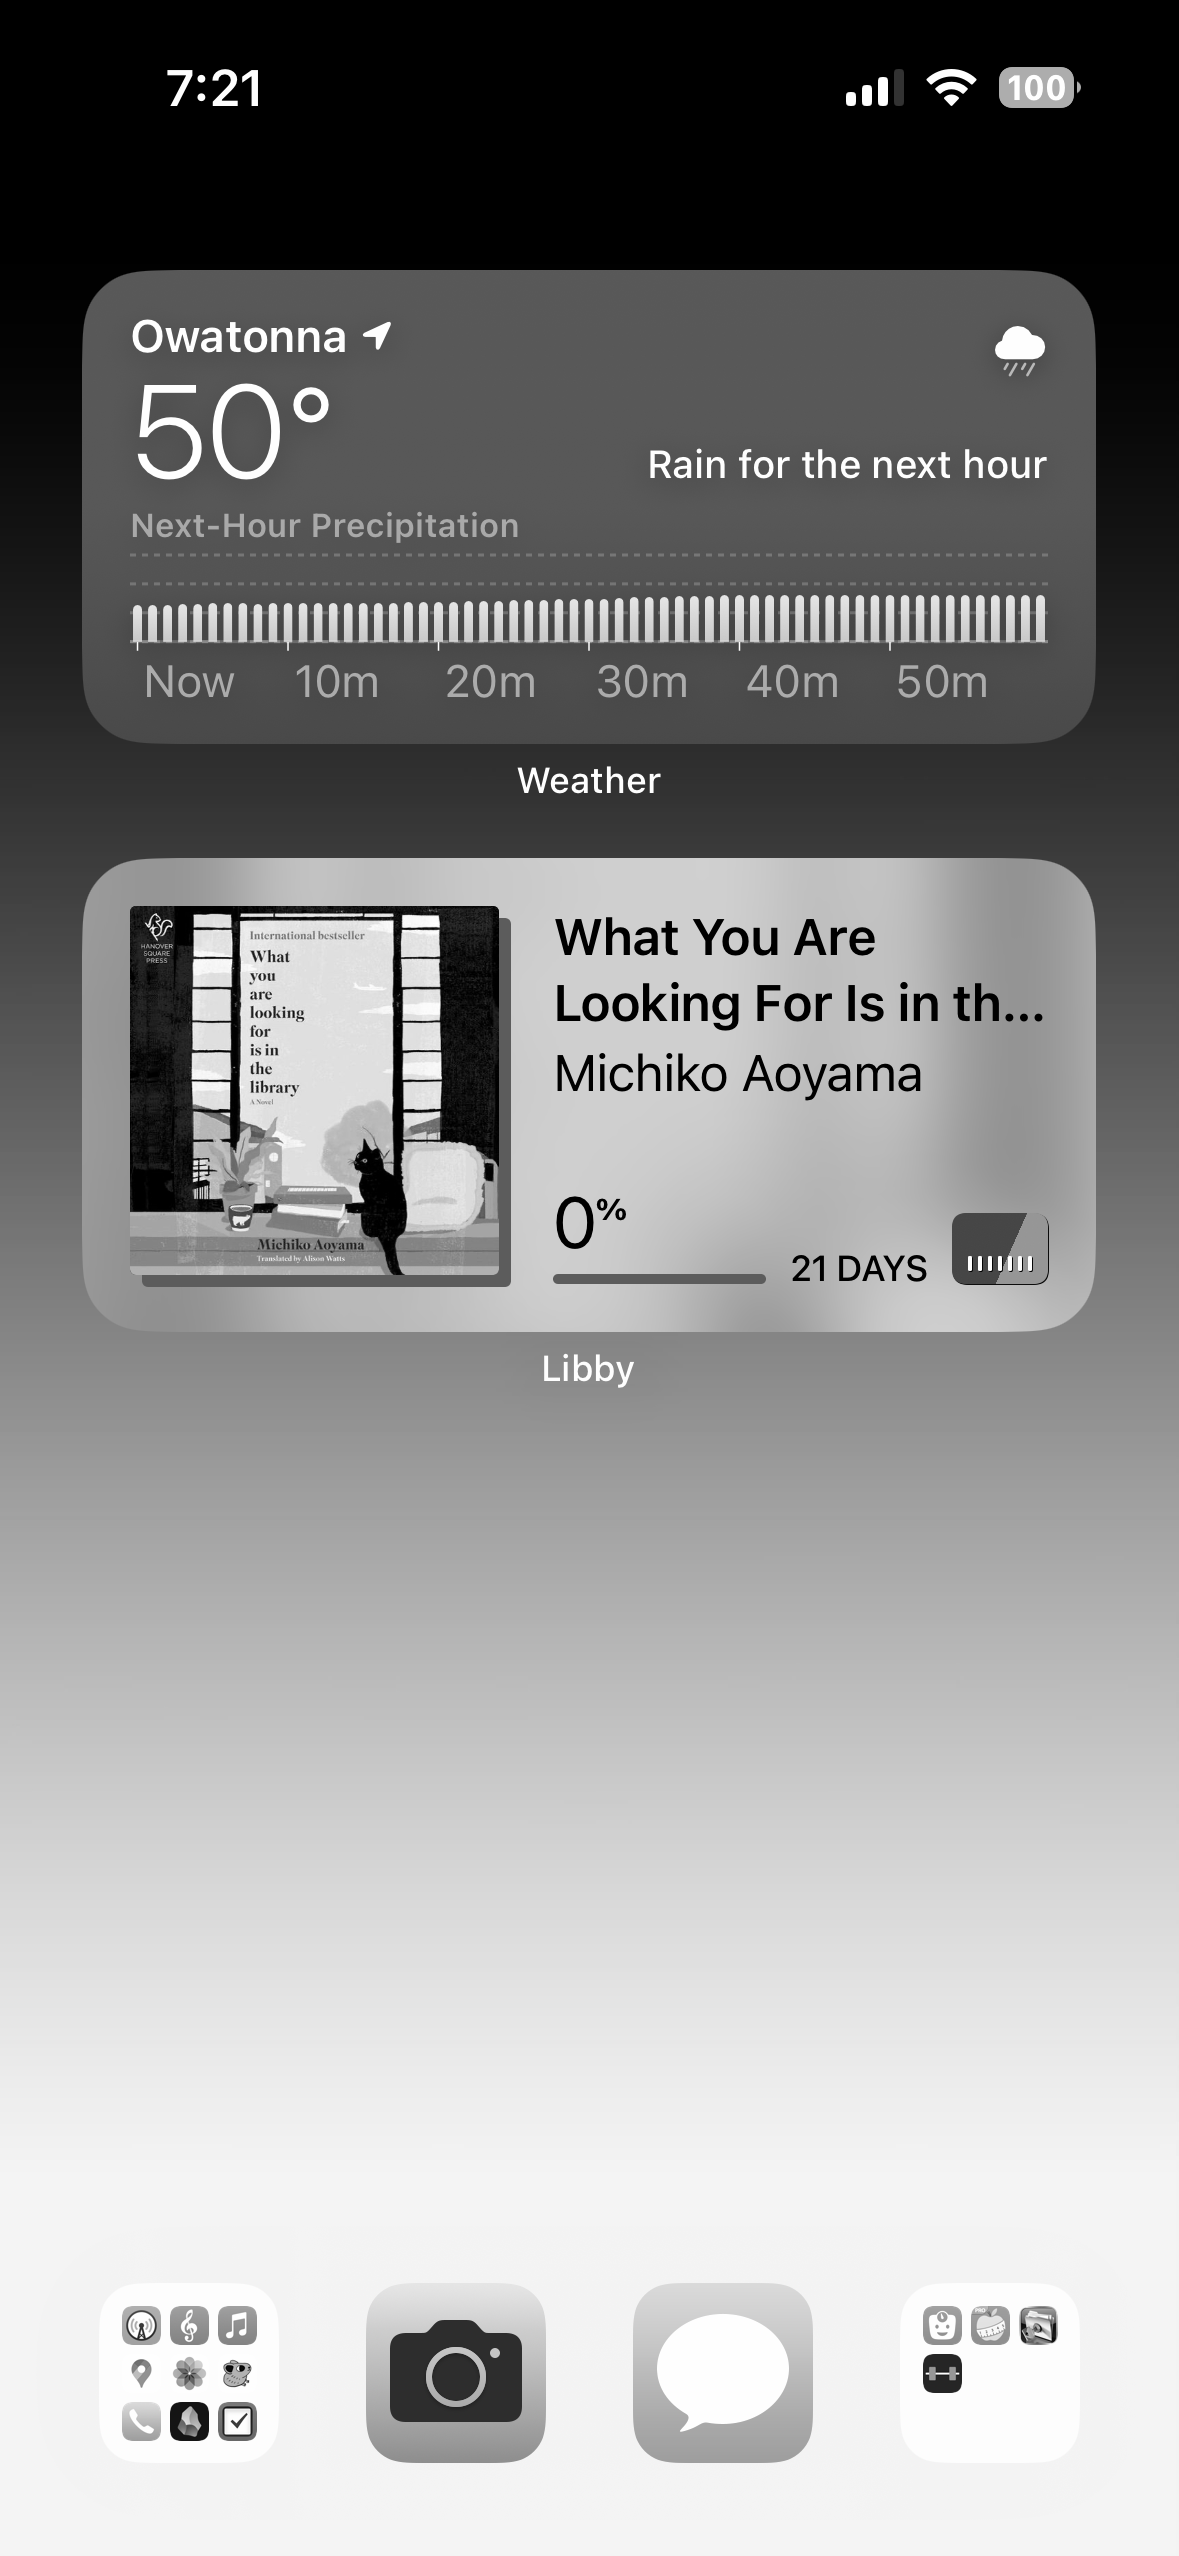 7:21
100
Owatonna
50°
Rain for the next hour
Next-Hour Precipitation
Now 10m 20m 30m 40m 50m
Weather
HANOVER
SQUARE
PRESS
International bestseller
What
you
are
looking
for
is in
the
library
A Novel
Michiko Aoyama
Translated by Alison Watts
What You Are
Looking For Is in th...
Michiko Aoyama
0%
21 DAYS
Libby
PRO